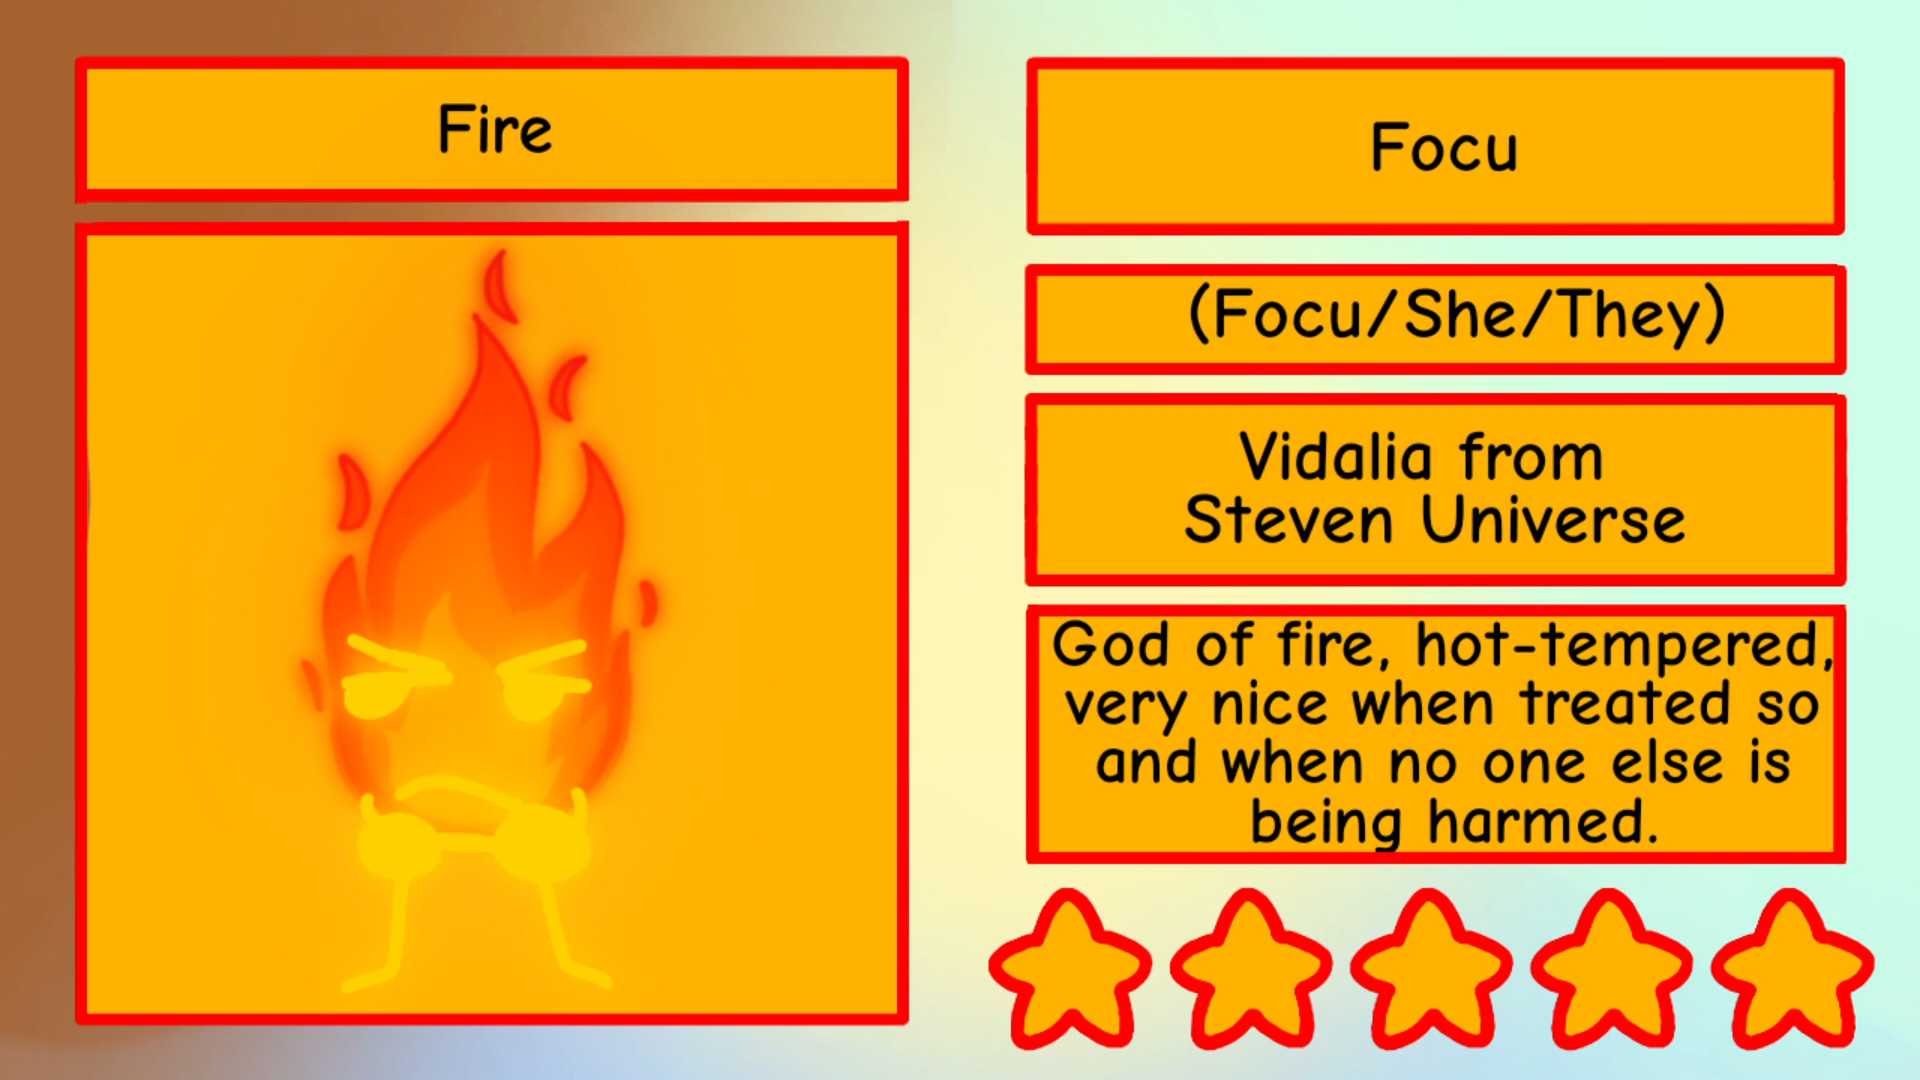 Fire
Focu
(Focu/She/They)
Vidalia from
Steven Universe
God of fire, hot-tempered,
very nice when treated so
and when no one else is
being harmed.